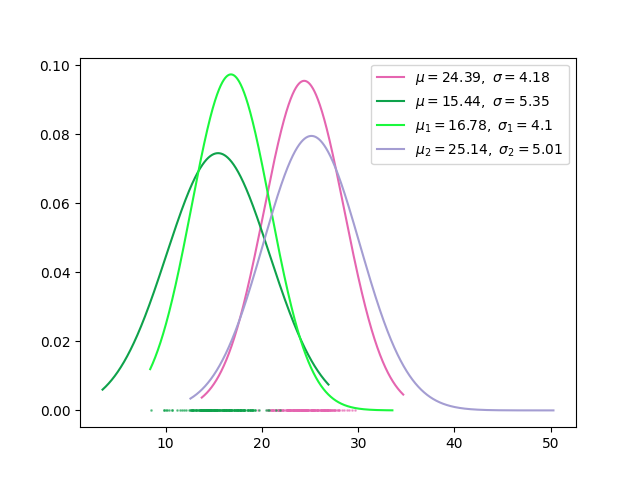 0.10
0.08
0.06
0.04
0.02
0.00
10 20 30 40 50
μ = 24.39, σ = 4.18
μ = 15.44, σ = 5.35
μ₁ = 16.78, σ₁ = 4.1
μ₂ = 25.14, σ₂ = 5.01